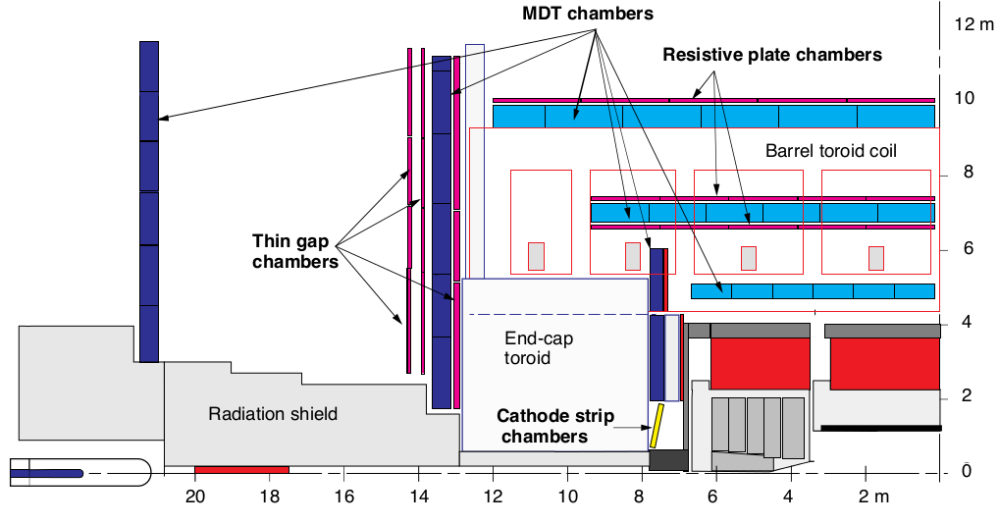 MDT chambers
12 m
Resistive plate chambers
10
Barrel toroid coil
8
Thin gap
chambers
6
End-cap
toroid
4
Radiation shield
Cathode strip
chambers
2
0
20 18 16 14 12 10 8 6 4 2 m